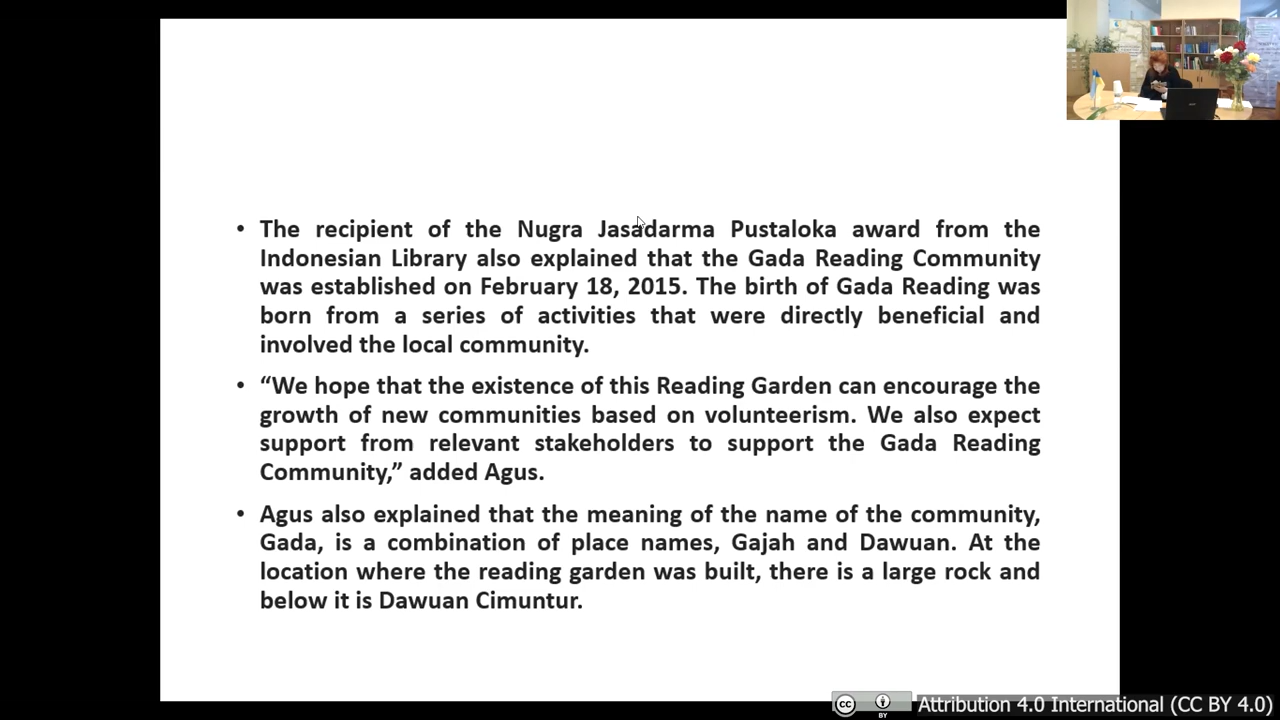 • The recipient of the Nugra Jasadarma Pustaloka award from the
Indonesian Library also explained that the Gada Reading Community
was established on February 18, 2015. The birth of Gada Reading was
born from a series of activities that were directly beneficial and
involved the local community.
• “We hope that the existence of this Reading Garden can encourage the
growth of new communities based on volunteerism. We also expect
support from relevant stakeholders to support the Gada Reading
Community,” added Agus.
• Agus also explained that the meaning of the name of the community,
Gada, is a combination of place names, Gajah and Dawuan. At the
location where the reading garden was built, there is a large rock and
below it is Dawuan Cimuntur.
cc BY Attribution 4.0 International (CC BY 4.0)